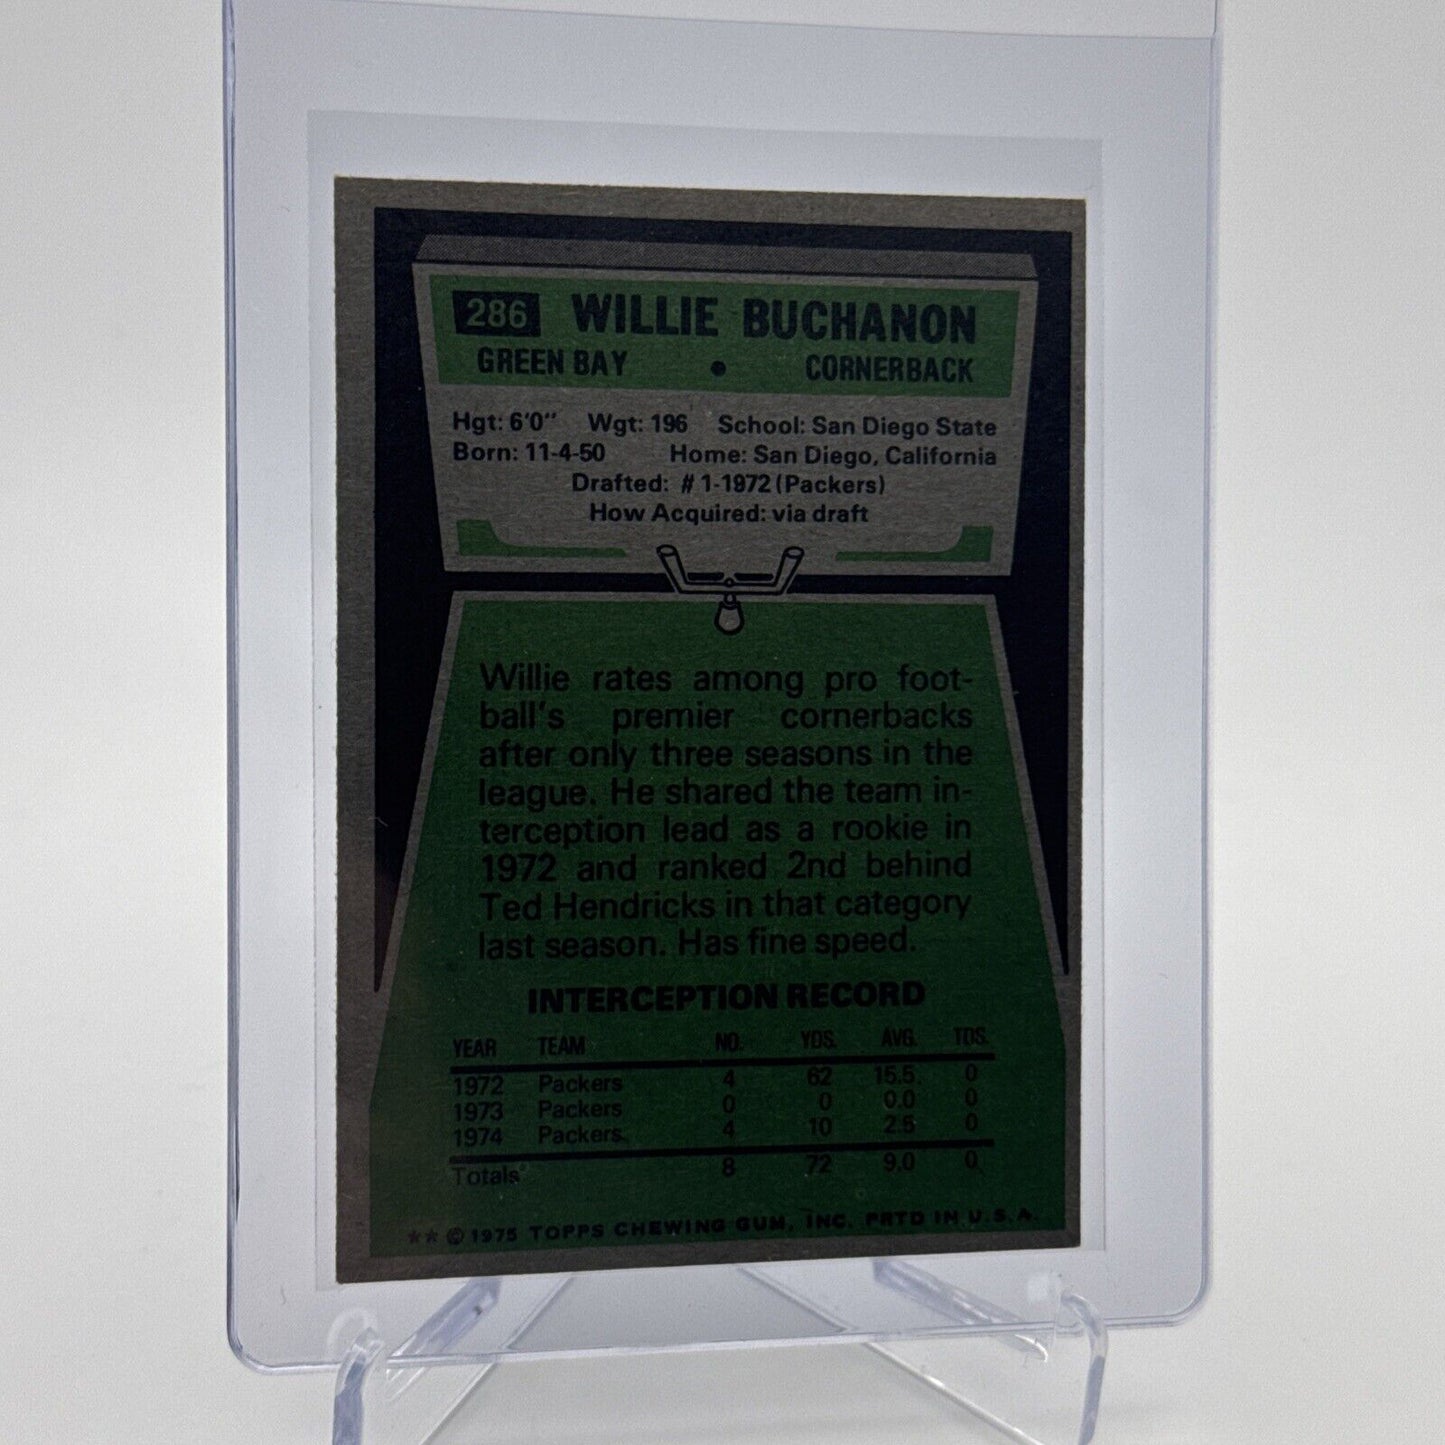 286 WILLIE BUCHANON
GREEN BAY • CORNERBACK
Hgt: 6'0" Wgt: 196 School: San Diego State
Born: 11-4-50 Home: San Diego, California
Drafted: #1-1972 (Packers)
How Acquired: via draft
Willie rates among pro foot-
ball's premier cornerbacks
after only three seasons in the
league. He shared the team in-
terception lead as a rookie in
1972 and ranked 2nd behind
Ted Hendricks in that category
last season. Has fine speed.
INTERCEPTION RECORD
YEAR TEAM NO. YDS. AVG. TDS.
1972 Packers 4 62 15.5 0
1973 Packers 0 0 0.0 0
1974 Packers 4 10 2.5 0
Totals 8 72 9.0 0
** © 1975 TOPPS CHEWING GUM, INC. PRTD IN U.S.A.